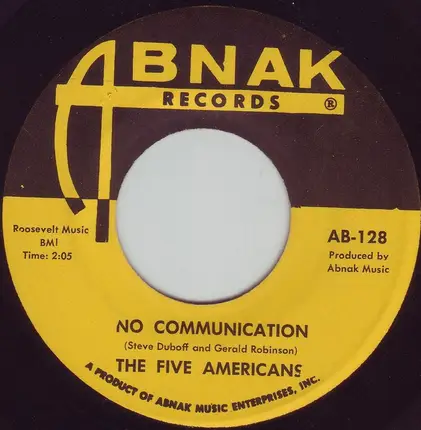 ABNAK
RECORDS ®
Roosevelt Music
BMI
Time: 2:05
AB-128
Produced by
Abnak Music
NO COMMUNICATION
(Steve Duboff and Gerald Robinson)
THE FIVE AMERICANS
A PRODUCT OF ABNAK MUSIC ENTERPRISES, INC.